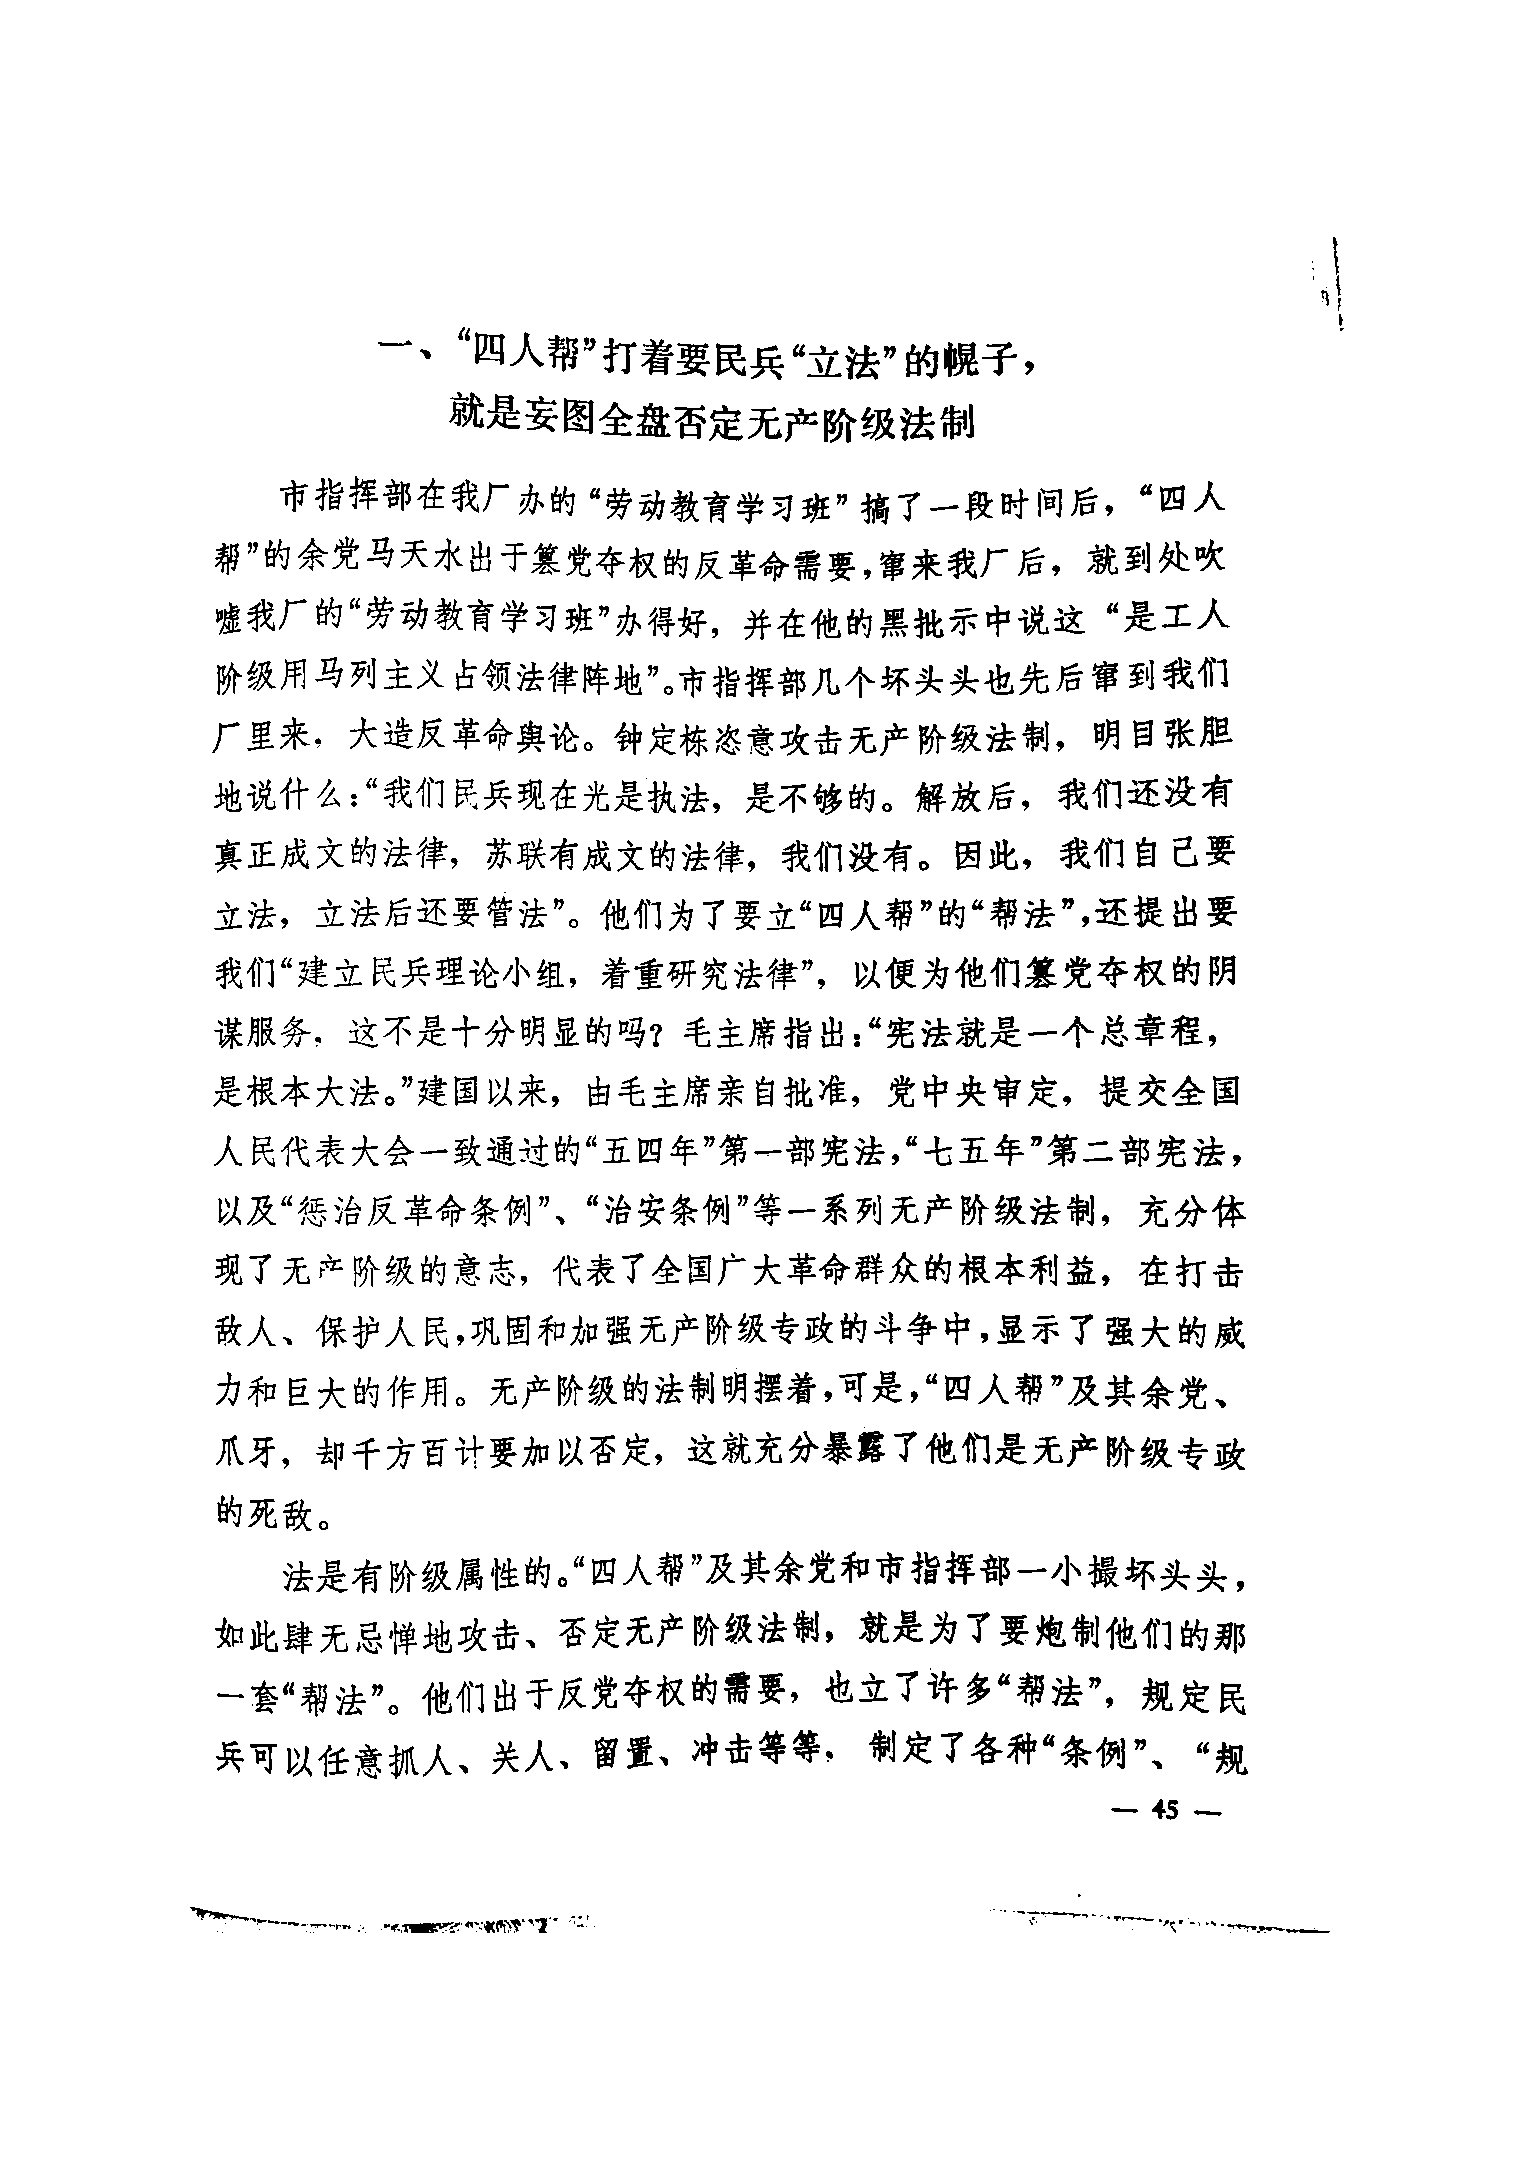 一、“四人帮”打着要民兵“立法”的幌子，
就是妄图全盘否定无产阶级法制
市指挥部在我厂办的“劳动教育学习班”搞了一段时间后，“四人
帮”的余党马天水出于篡党夺权的反革命需要，窜来我厂后，就到处吹
嘘我厂的“劳动教育学习班”办得好，并在他的黑批示中说这“是工人
阶级用马列主义占领法律阵地”。市指挥部几个坏头头也先后窜到我们
厂里来，大造反革命舆论。钟定栋恣意攻击无产阶级法制，明目张胆
地说什么：“我们民兵现在光是执法，是不够的。解放后，我们还没有
真正成文的法律，苏联有成文的法律，我们没有。因此，我们自己要
立法，立法后还要管法”。他们为了要立“四人帮”的“帮法”，还提出要
我们“建立民兵理论小组，着重研究法律”，以便为他们篡党夺权的阴
谋服务，这不是十分明显的吗？毛主席指出：“宪法就是一个总章程，
是根本大法。”建国以来，由毛主席亲自批准，党中央审定，提交全国
人民代表大会一致通过的“五四年”第一部宪法，“七五年”第二部宪法，
以及“惩治反革命条例”、“治安条例”等一系列无产阶级法制，充分体
现了无产阶级的意志，代表了全国广大革命群众的根本利益，在打击
敌人、保护人民，巩固和加强无产阶级专政的斗争中，显示了强大的威
力和巨大的作用。无产阶级的法制明摆着，可是，“四人帮”及其余党、
爪牙，却千方百计要加以否定，这就充分暴露了他们是无产阶级专政
的死敌。
法是有阶级属性的。“四人帮”及其余党和市指挥部一小撮坏头头，
如此肆无忌惮地攻击、否定无产阶级法制，就是为了要炮制他们的那
一套“帮法”。他们出于反党夺权的需要，也立了许多“帮法”，规定民
兵可以任意抓人、关人、留置、冲击等等，制定了各种“条例”、“规
— 45 —